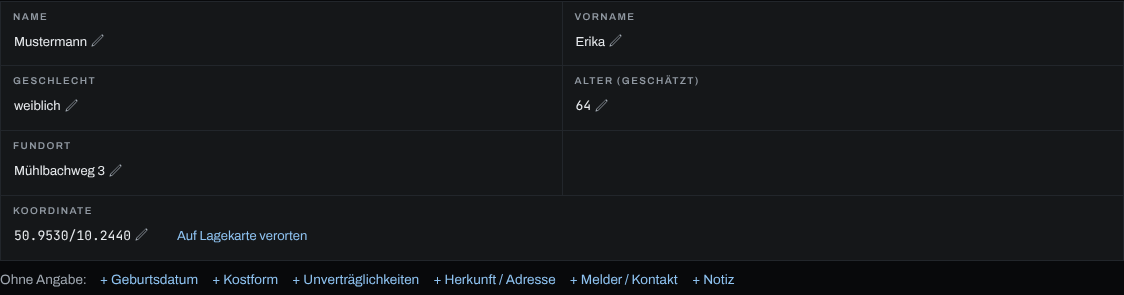 NAME
Mustermann
VORNAME
Erika
GESCHLECHT
weiblich
ALTER (GESCHÄTZT)
64
FUNDORT
Mühlbachweg 3
KOORDINATE
50.9530/10.2440 Auf Lagekarte verorten
Ohne Angabe: + Geburtsdatum + Kostform + Unverträglichkeiten + Herkunft / Adresse + Melder / Kontakt + Notiz